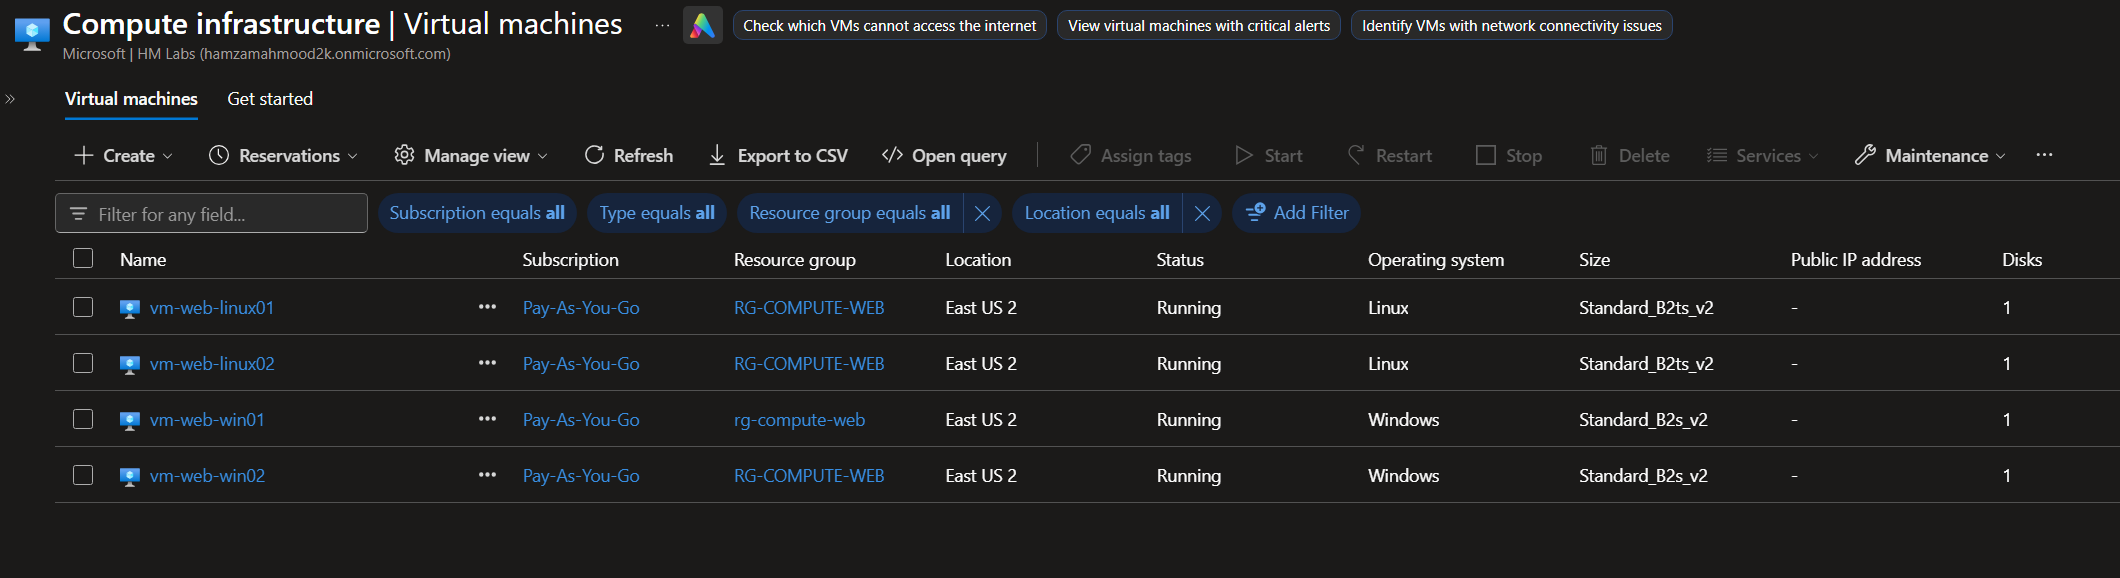 Compute infrastructure | Virtual machines ... Check which VMs cannot access the internet View virtual machines with critical alerts Identify VMs with network connectivity issues
Microsoft | HM Labs (hamzamahmood2k.onmicrosoft.com)
Virtual machines Get started
Create Reservations Manage view Refresh Export to CSV Open query Assign tags Start Restart Stop Delete Services Maintenance ...
Filter for any field... Subscription equals all Type equals all Resource group equals all Location equals all Add Filter
Name Subscription Resource group Location Status Operating system Size Public IP address Disks
vm-web-linux01 ... Pay-As-You-Go RG-COMPUTE-WEB East US 2 Running Linux Standard_B2ts_v2 - 1
vm-web-linux02 ... Pay-As-You-Go RG-COMPUTE-WEB East US 2 Running Linux Standard_B2ts_v2 - 1
vm-web-win01 ... Pay-As-You-Go rg-compute-web East US 2 Running Windows Standard_B2s_v2 - 1
vm-web-win02 ... Pay-As-You-Go RG-COMPUTE-WEB East US 2 Running Windows Standard_B2s_v2 - 1